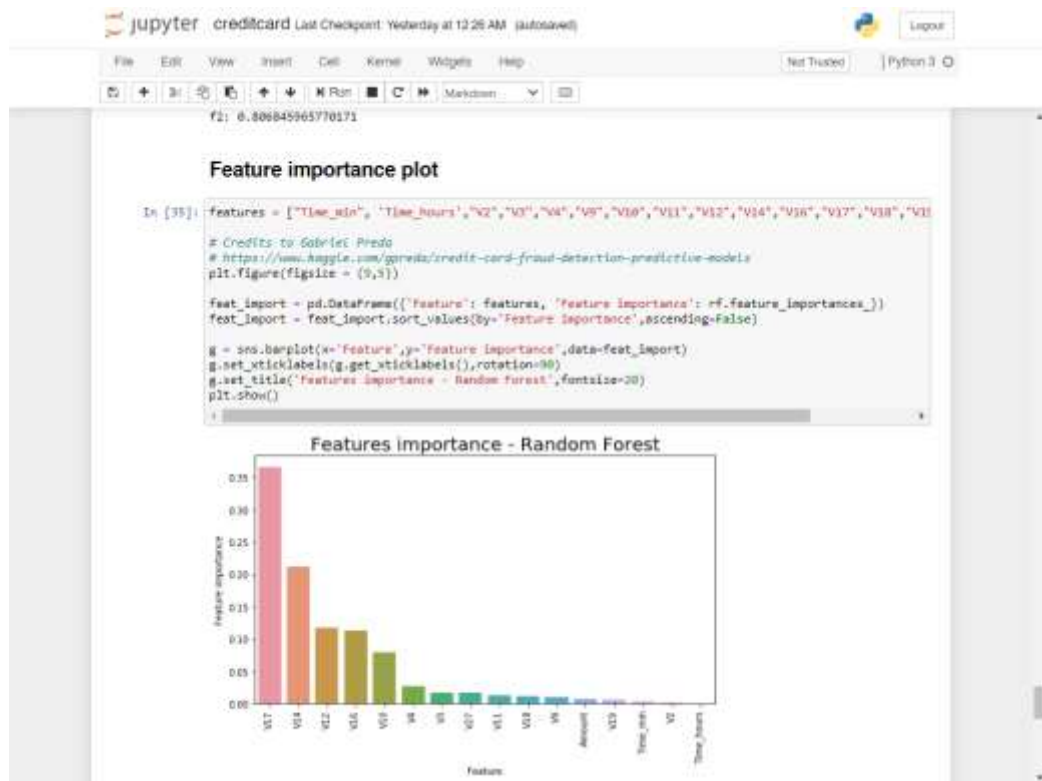 jupyter creditcard Last Checkpoint: Yesterday at 12:26 AM (autosaved)
Logout
File Edit View Insert Cell Kernel Widgets Help
Not Trusted
Python 3
Run
Markdown
f2: 0.806845965770171
Feature importance plot
In [35]: features = ["Time_min", 'Time_hours',"V2","V3","V4","V9","V10","V11","V12","V14","V16","V17","V18","V19
# Credits to Gabriel Preda
# https://www.kaggle.com/gpreda/credit-card-fraud-detection-predictive-models
plt.figure(figsize = (9,5))
feat_import = pd.DataFrame({'Feature': features, 'Feature importance': rf.feature_importances_})
feat_import = feat_import.sort_values(by='Feature importance',ascending=False)
g = sns.barplot(x='Feature',y='Feature importance',data=feat_import)
g.set_xticklabels(g.get_xticklabels(),rotation=90)
g.set_title('Features importance - Random Forest',fontsize=20)
plt.show()
Features importance - Random Forest
0.35
0.30
0.25
0.20
0.15
0.10
0.05
0.00
Feature importance
V17
V14
V12
V16
V10
V4
V3
V27
V11
V18
V9
Amount
V19
Time_min
V2
Time_hours
Feature